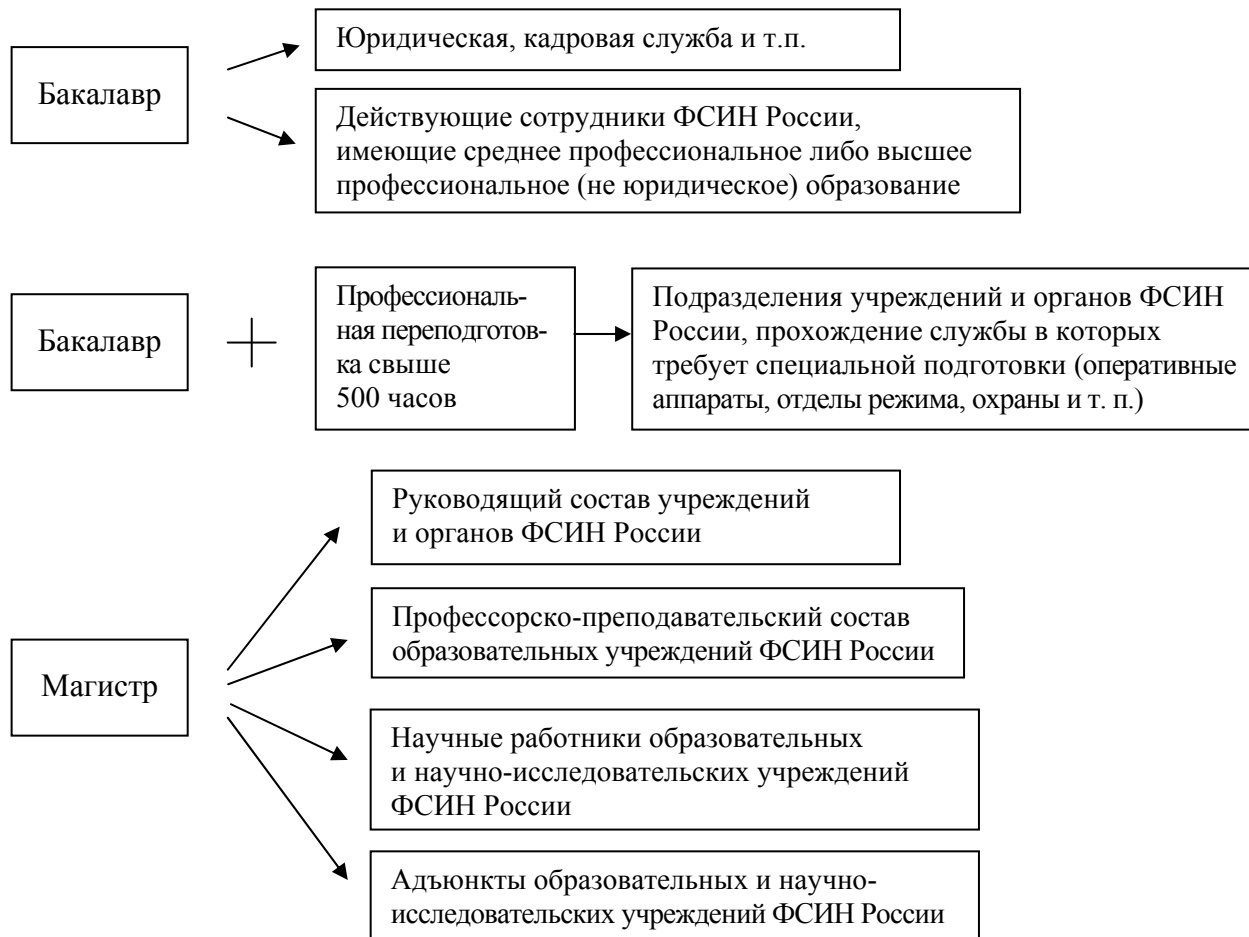 Бакалавр
Юридическая, кадровая служба и т.п.
Действующие сотрудники ФСИН России,
имеющие среднее профессиональное либо высшее
профессиональное (не юридическое) образование
Бакалавр
Профессиональ-
ная переподготов-
ка свыше
500 часов
Подразделения учреждений и органов ФСИН
России, прохождение службы в которых
требует специальной подготовки (оперативные
аппараты, отделы режима, охраны и т. п.)
Магистр
Руководящий состав учреждений
и органов ФСИН России
Профессорско-преподавательский состав
образовательных учреждений ФСИН России
Научные работники образовательных
и научно-исследовательских учреждений
ФСИН России
Адъюнкты образовательных и научно-
исследовательских учреждений ФСИН России